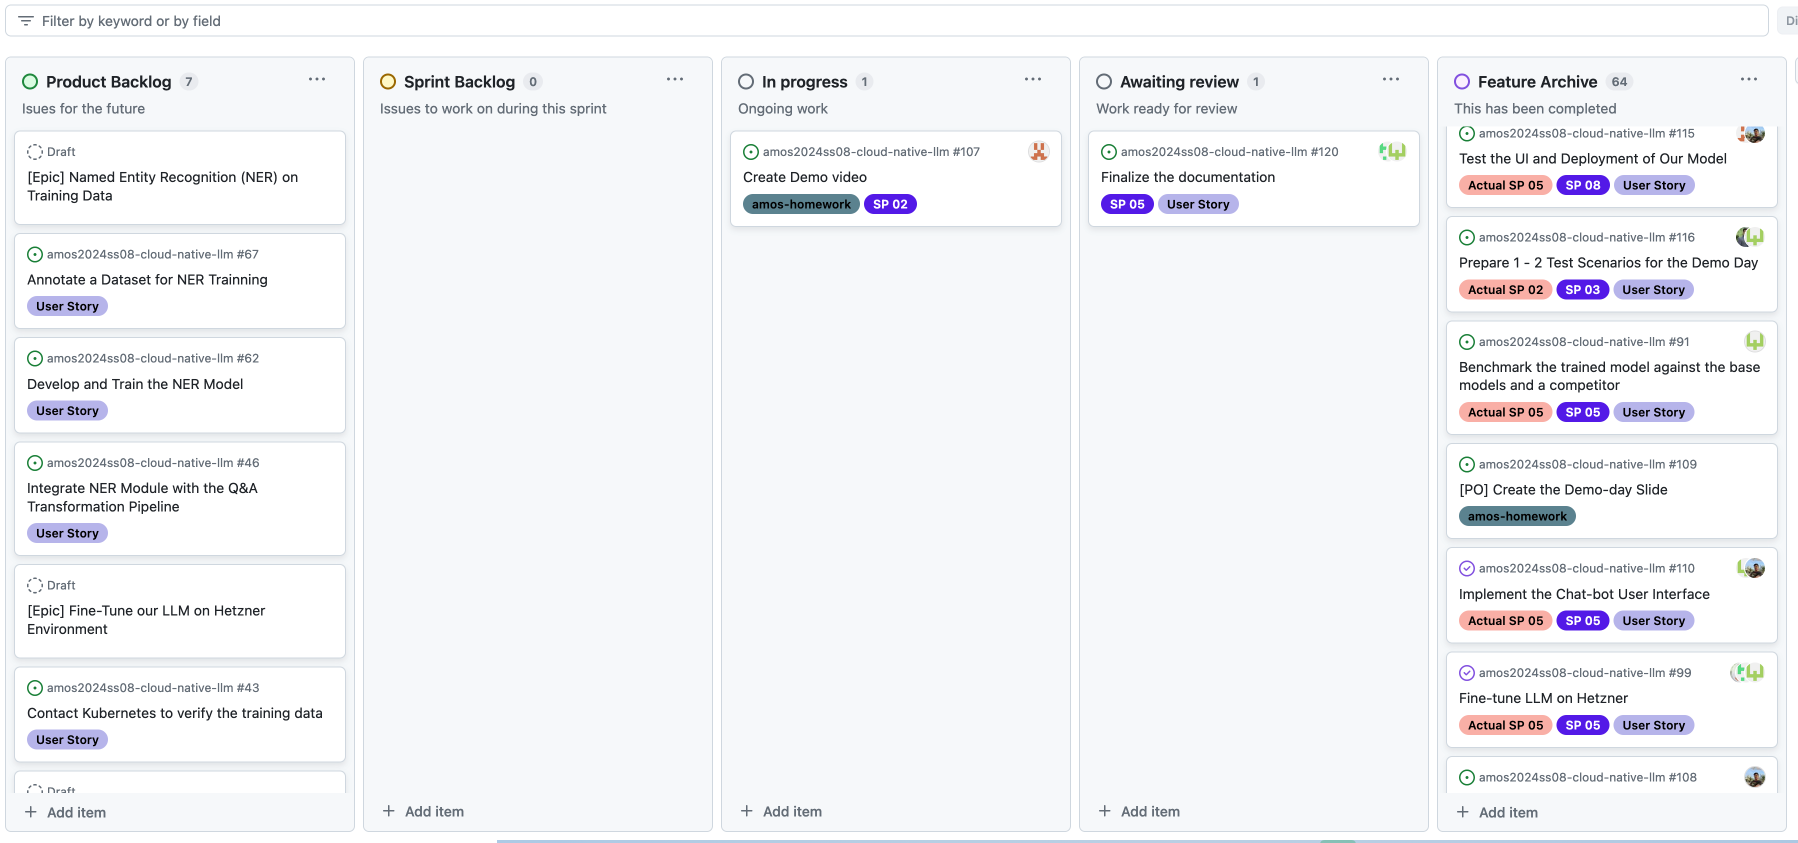 Filter by keyword or by field
Di
Product Backlog 7
Isues for the future
Draft
[Epic] Named Entity Recognition (NER) on
Training Data
amos2024ss08-cloud-native-llm #67
Annotate a Dataset for NER Trainning
User Story
amos2024ss08-cloud-native-llm #62
Develop and Train the NER Model
User Story
amos2024ss08-cloud-native-llm #46
Integrate NER Module with the Q&A
Transformation Pipeline
User Story
Draft
[Epic] Fine-Tune our LLM on Hetzner
Environment
amos2024ss08-cloud-native-llm #43
Contact Kubernetes to verify the training data
User Story
Draft
Add item
Sprint Backlog 0
Issues to work on during this sprint
Add item
In progress 1
Ongoing work
amos2024ss08-cloud-native-llm #107
Create Demo video
amos-homework SP 02
Add item
Awaiting review 1
Work ready for review
amos2024ss08-cloud-native-llm #120
Finalize the documentation
SP 05 User Story
Add item
Feature Archive 64
This has been completed
amos2024ss08-cloud-native-llm #115
Test the UI and Deployment of Our Model
Actual SP 05 SP 08 User Story
amos2024ss08-cloud-native-llm #116
Prepare 1 - 2 Test Scenarios for the Demo Day
Actual SP 02 SP 03 User Story
amos2024ss08-cloud-native-llm #91
Benchmark the trained model against the base
models and a competitor
Actual SP 05 SP 05 User Story
amos2024ss08-cloud-native-llm #109
[PO] Create the Demo-day Slide
amos-homework
amos2024ss08-cloud-native-llm #110
Implement the Chat-bot User Interface
Actual SP 05 SP 05 User Story
amos2024ss08-cloud-native-llm #99
Fine-tune LLM on Hetzner
Actual SP 05 SP 05 User Story
amos2024ss08-cloud-native-llm #108
Add item